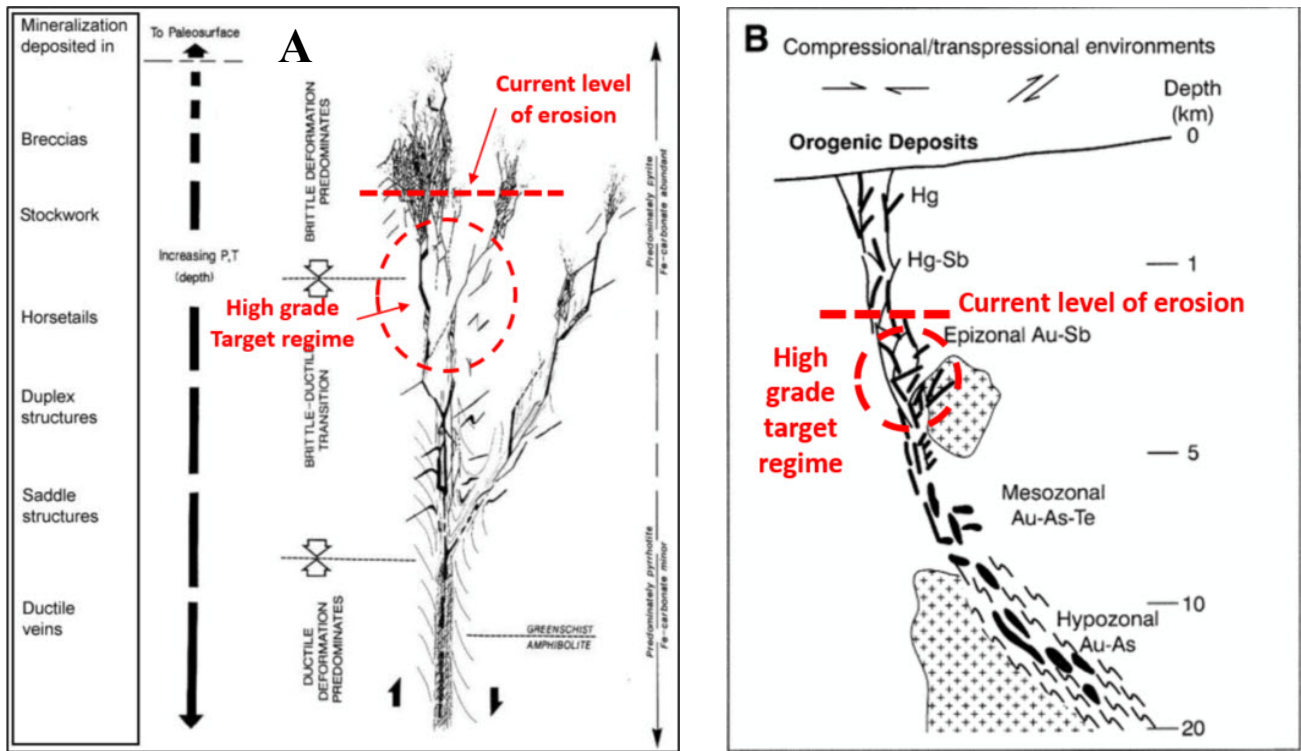 Mineralization
deposited in
To Paleosurface
Breccias
Stockwork
Increasing P,T
(depth)
Horsetails
Duplex
structures
Saddle
structures
Ductile
veins
A
BRITTLE DEFORMATION
PREDOMINATES
BRITTLE-DUCTILE
TRANSITION
DUCTILE
DEFORMATION
PREDOMINATES
Current level
of erosion
High grade
Target regime
GREENSCHIST
AMPHIBOLITE
Predominately pyrite
Fe-carbonate abundant
Predominately pyrrhotite
Fe-carbonate minor
B
Compressional/transpressional environments
Depth
(km)
0
Orogenic Deposits
Hg
Hg-Sb
1
Current level of erosion
Epizonal Au-Sb
High
grade
target
regime
5
Mesozonal
Au-As-Te
10
Hypozonal
Au-As
20